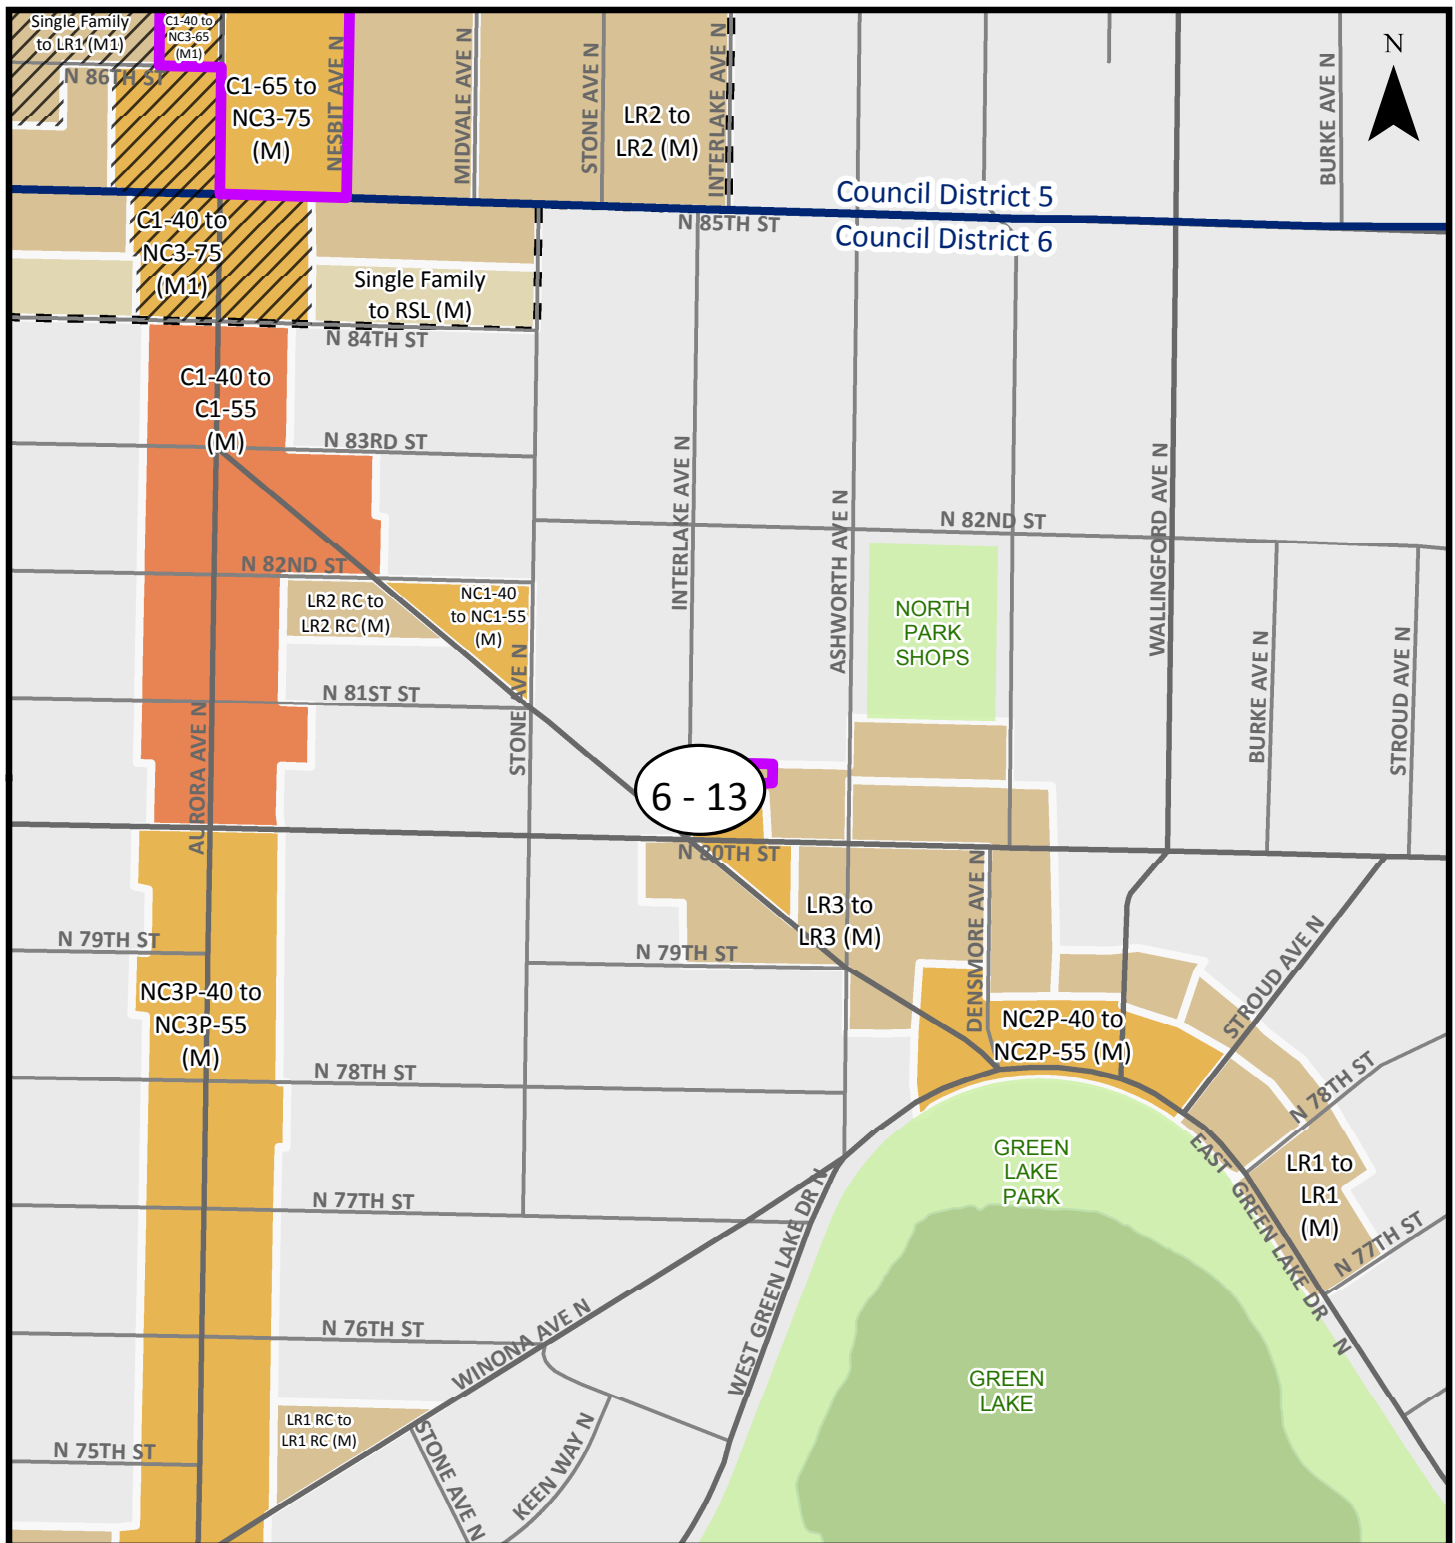 Single Family
to LR1 (M1)
C1-40 to
NC3-65
(M1)
N 86TH ST
C1-65 to
NC3-75
(M)
NESBIT AVE N
MIDVALE AVE N
STONE AVE N
LR2 to
LR2 (M)
INTERLAKE AVE N
BURKE AVE N
N
Council District 5
N 85TH ST
Council District 6
C1-40 to
NC3-75
(M1)
Single Family
to RSL (M)
N 84TH ST
C1-40 to
C1-55
(M)
N 83RD ST
INTERLAKE AVE N
ASHWORTH AVE N
WALLINGFORD AVE N
N 82ND ST
N 82ND ST
LR2 RC to
LR2 RC (M)
NC1-40
to NC1-55
(M)
NORTH
PARK
SHOPS
BURKE AVE N
STROUD AVE N
N 81ST ST
STONE AVE N
AURORA AVE N
6 - 13
N 80TH ST
LR3 to
LR3 (M)
DENSMORE AVE N
N 79TH ST
N 79TH ST
STROUD AVE N
NC3P-40 to
NC3P-55
(M)
NC2P-40 to
NC2P-55 (M)
N 78TH ST
N 78TH ST
GREEN
LAKE
PARK
EAST GREEN LAKE DR N
LR1 to
LR1
(M)
N 77TH ST
N 77TH ST
WEST GREEN LAKE DR N
N 76TH ST
WINONA AVE N
GREEN
LAKE
LR1 RC to
LR1 RC (M)
N 75TH ST
STONE AVE N
KEEN WAY N